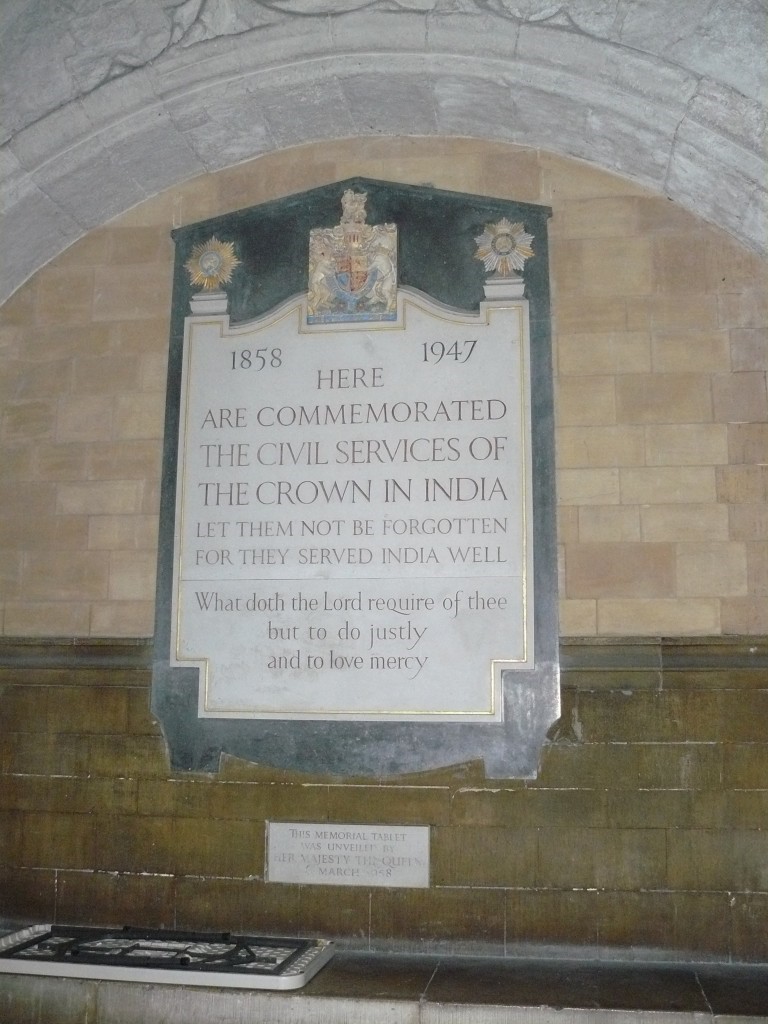 1858 1947
HERE
ARE COMMEMORATED
THE CIVIL SERVICES OF
THE CROWN IN INDIA
LET THEM NOT BE FORGOTTEN
FOR THEY SERVED INDIA WELL
What doth the Lord require of thee
but to do justly
and to love mercy
THIS MEMORIAL TABLET
WAS UNVEILED BY
HER MAJESTY THE QUEEN
MARCH 1958